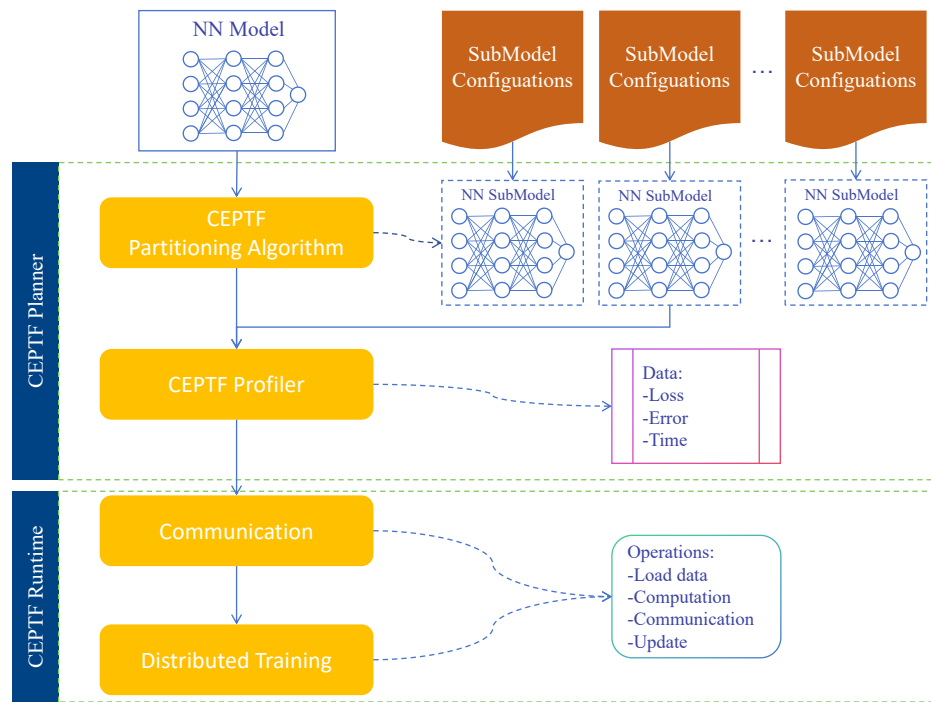 NN Model
SubModel
Configuations
SubModel
Configuations
...
SubModel
Configuations
CEPTF Planner
CEPTF
Partitioning Algorithm
NN SubModel
NN SubModel
...
NN SubModel
CEPTF Profiler
Data:
-Loss
-Error
-Time
CEPTF Runtime
Communication
Distributed Training
Operations:
-Load data
-Computation
-Communication
-Update